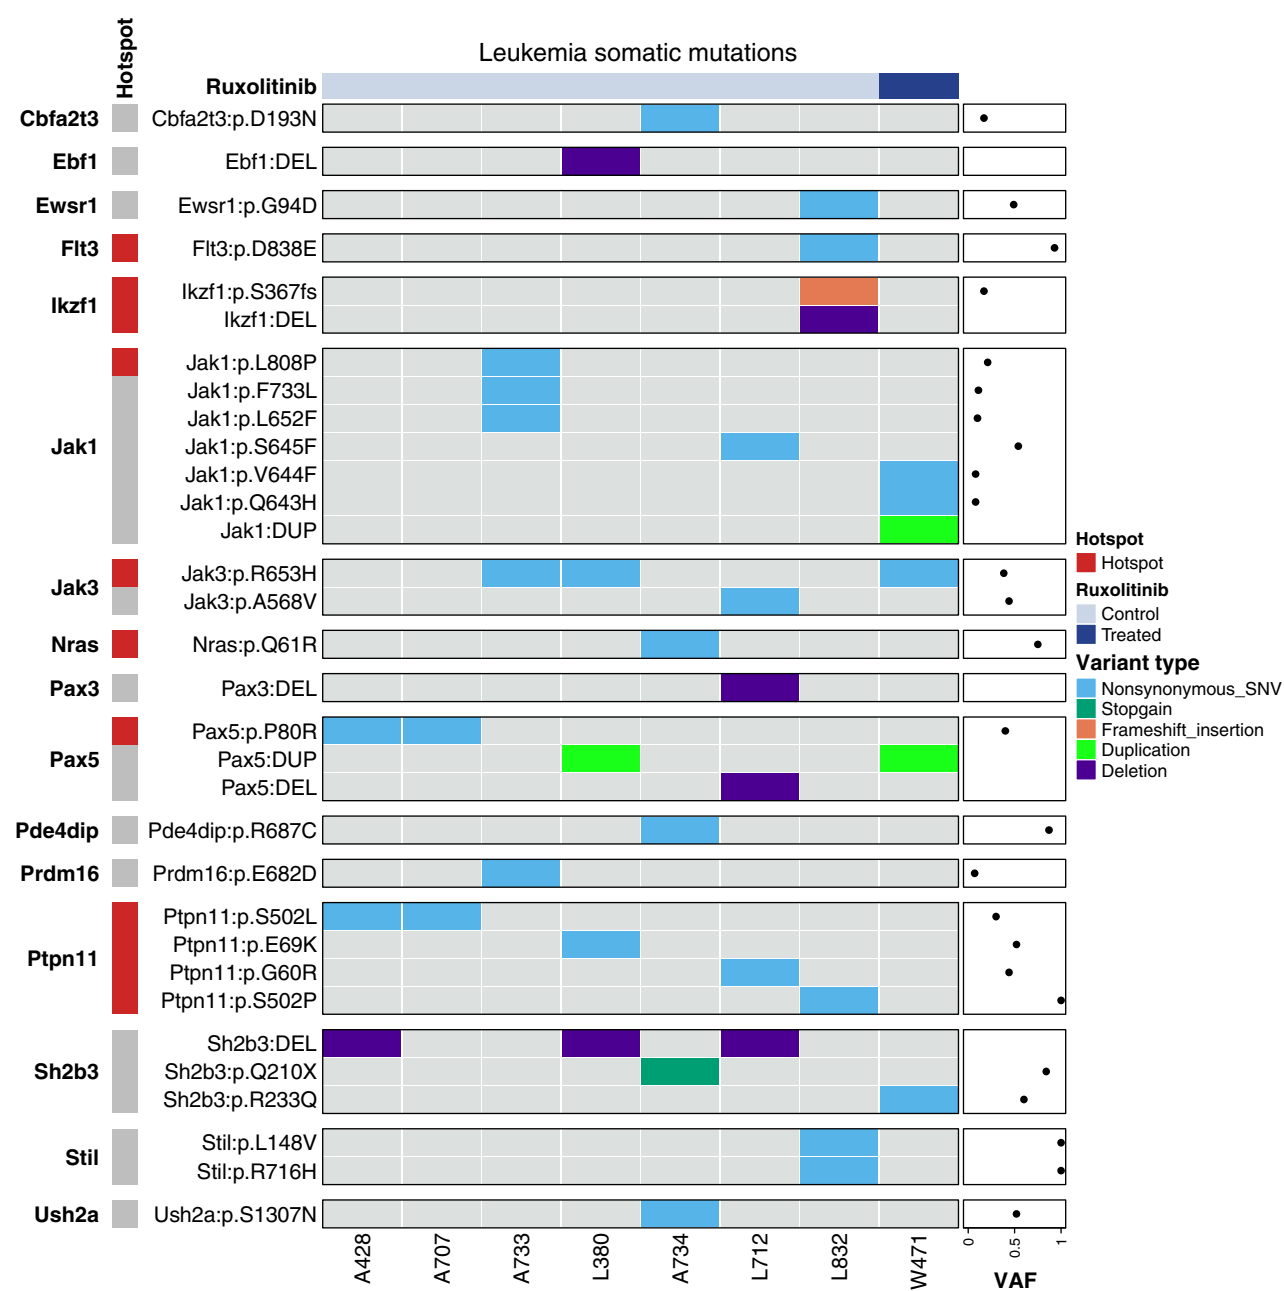 Leukemia somatic mutations
Hotspot
Ruxolitinib
Cbfa2t3
Cbfa2t3:p.D193N
Ebf1
Ebf1:DEL
Ewsr1
Ewsr1:p.G94D
Flt3
Flt3:p.D838E
Ikzf1
Ikzf1:p.S367fs
Ikzf1:DEL
Jak1
Jak1:p.L808P
Jak1:p.F733L
Jak1:p.L652F
Jak1:p.S645F
Jak1:p.V644F
Jak1:p.Q643H
Jak1:DUP
Jak3
Jak3:p.R653H
Jak3:p.A568V
Nras
Nras:p.Q61R
Pax3
Pax3:DEL
Pax5
Pax5:p.P80R
Pax5:DUP
Pax5:DEL
Pde4dip
Pde4dip:p.R687C
Prdm16
Prdm16:p.E682D
Ptpn11
Ptpn11:p.S502L
Ptpn11:p.E69K
Ptpn11:p.G60R
Ptpn11:p.S502P
Sh2b3
Sh2b3:DEL
Sh2b3:p.Q210X
Sh2b3:p.R233Q
Stil
Stil:p.L148V
Stil:p.R716H
Ush2a
Ush2a:p.S1307N
A428
A707
A733
L380
A734
L712
L832
W471
0
0.5
1
VAF
Hotspot
Hotspot
Ruxolitinib
Control
Treated
Variant type
Nonsynonymous_SNV
Stopgain
Frameshift_insertion
Duplication
Deletion